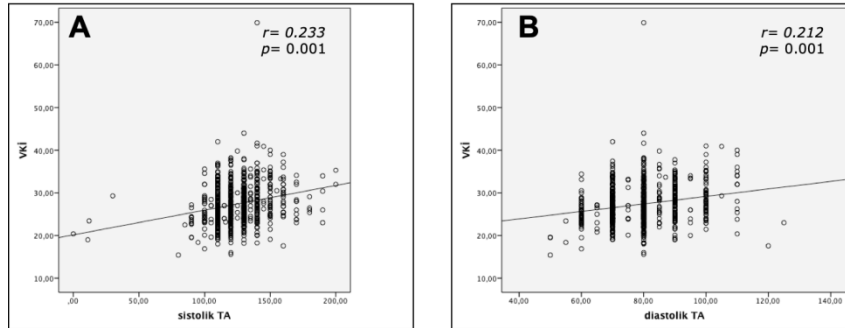 A
r= 0.233
p= 0.001
70,00
60,00
50,00
40,00
30,00
20,00
10,00
VKİ
,00
50,00
100,00
150,00
200,00
sistolik TA
B
r= 0.212
p= 0.001
70,00
60,00
50,00
40,00
30,00
20,00
10,00
VKİ
40,00
60,00
80,00
100,00
120,00
140,00
diastolik TA